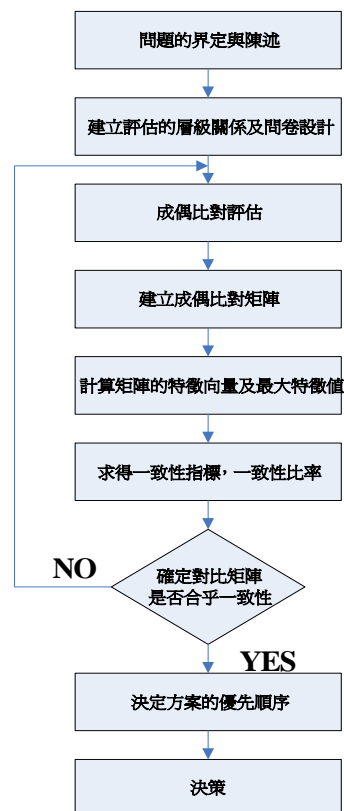 問題的界定與陳述
建立評估的層級關係及問卷設計
成偶比對評估
建立成偶比對矩陣
計算矩陣的特徵向量及最大特徵值
求得一致性指標，一致性比率
NO
確定對比矩陣
是否合乎一致性
YES
決定方案的優先順序
決策